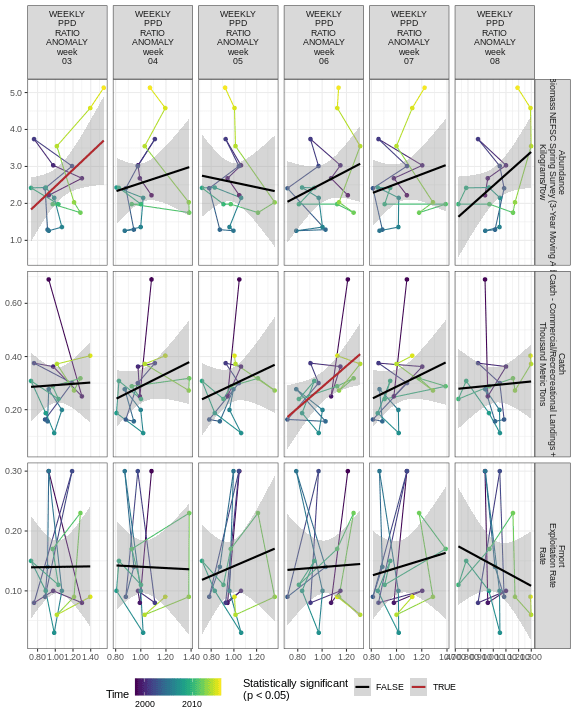 WEEKLY PPD RATIO ANOMALY week 03
WEEKLY PPD RATIO ANOMALY week 04
WEEKLY PPD RATIO ANOMALY week 05
WEEKLY PPD RATIO ANOMALY week 06
WEEKLY PPD RATIO ANOMALY week 07
WEEKLY PPD RATIO ANOMALY week 08
5.0
4.0
3.0
2.0
1.0
Abundance
Biomass NEFSC Spring Survey (3-Year Moving A
Kilograms/Tow
0.60
0.40
0.20
Catch
Catch - Commercial/Recreational Landings +
Thousand Metric Tons
0.30
0.20
0.10
Fmort
Exploitation Rate
Rate
0.80 1.00 1.20 1.40
0.80 1.00 1.20 1.40
0.80 1.00 1.20
0.80 1.00 1.20
0.80 1.00 1.20
Time
2000 2010
Statistically significant
(p < 0.05)
FALSE TRUE